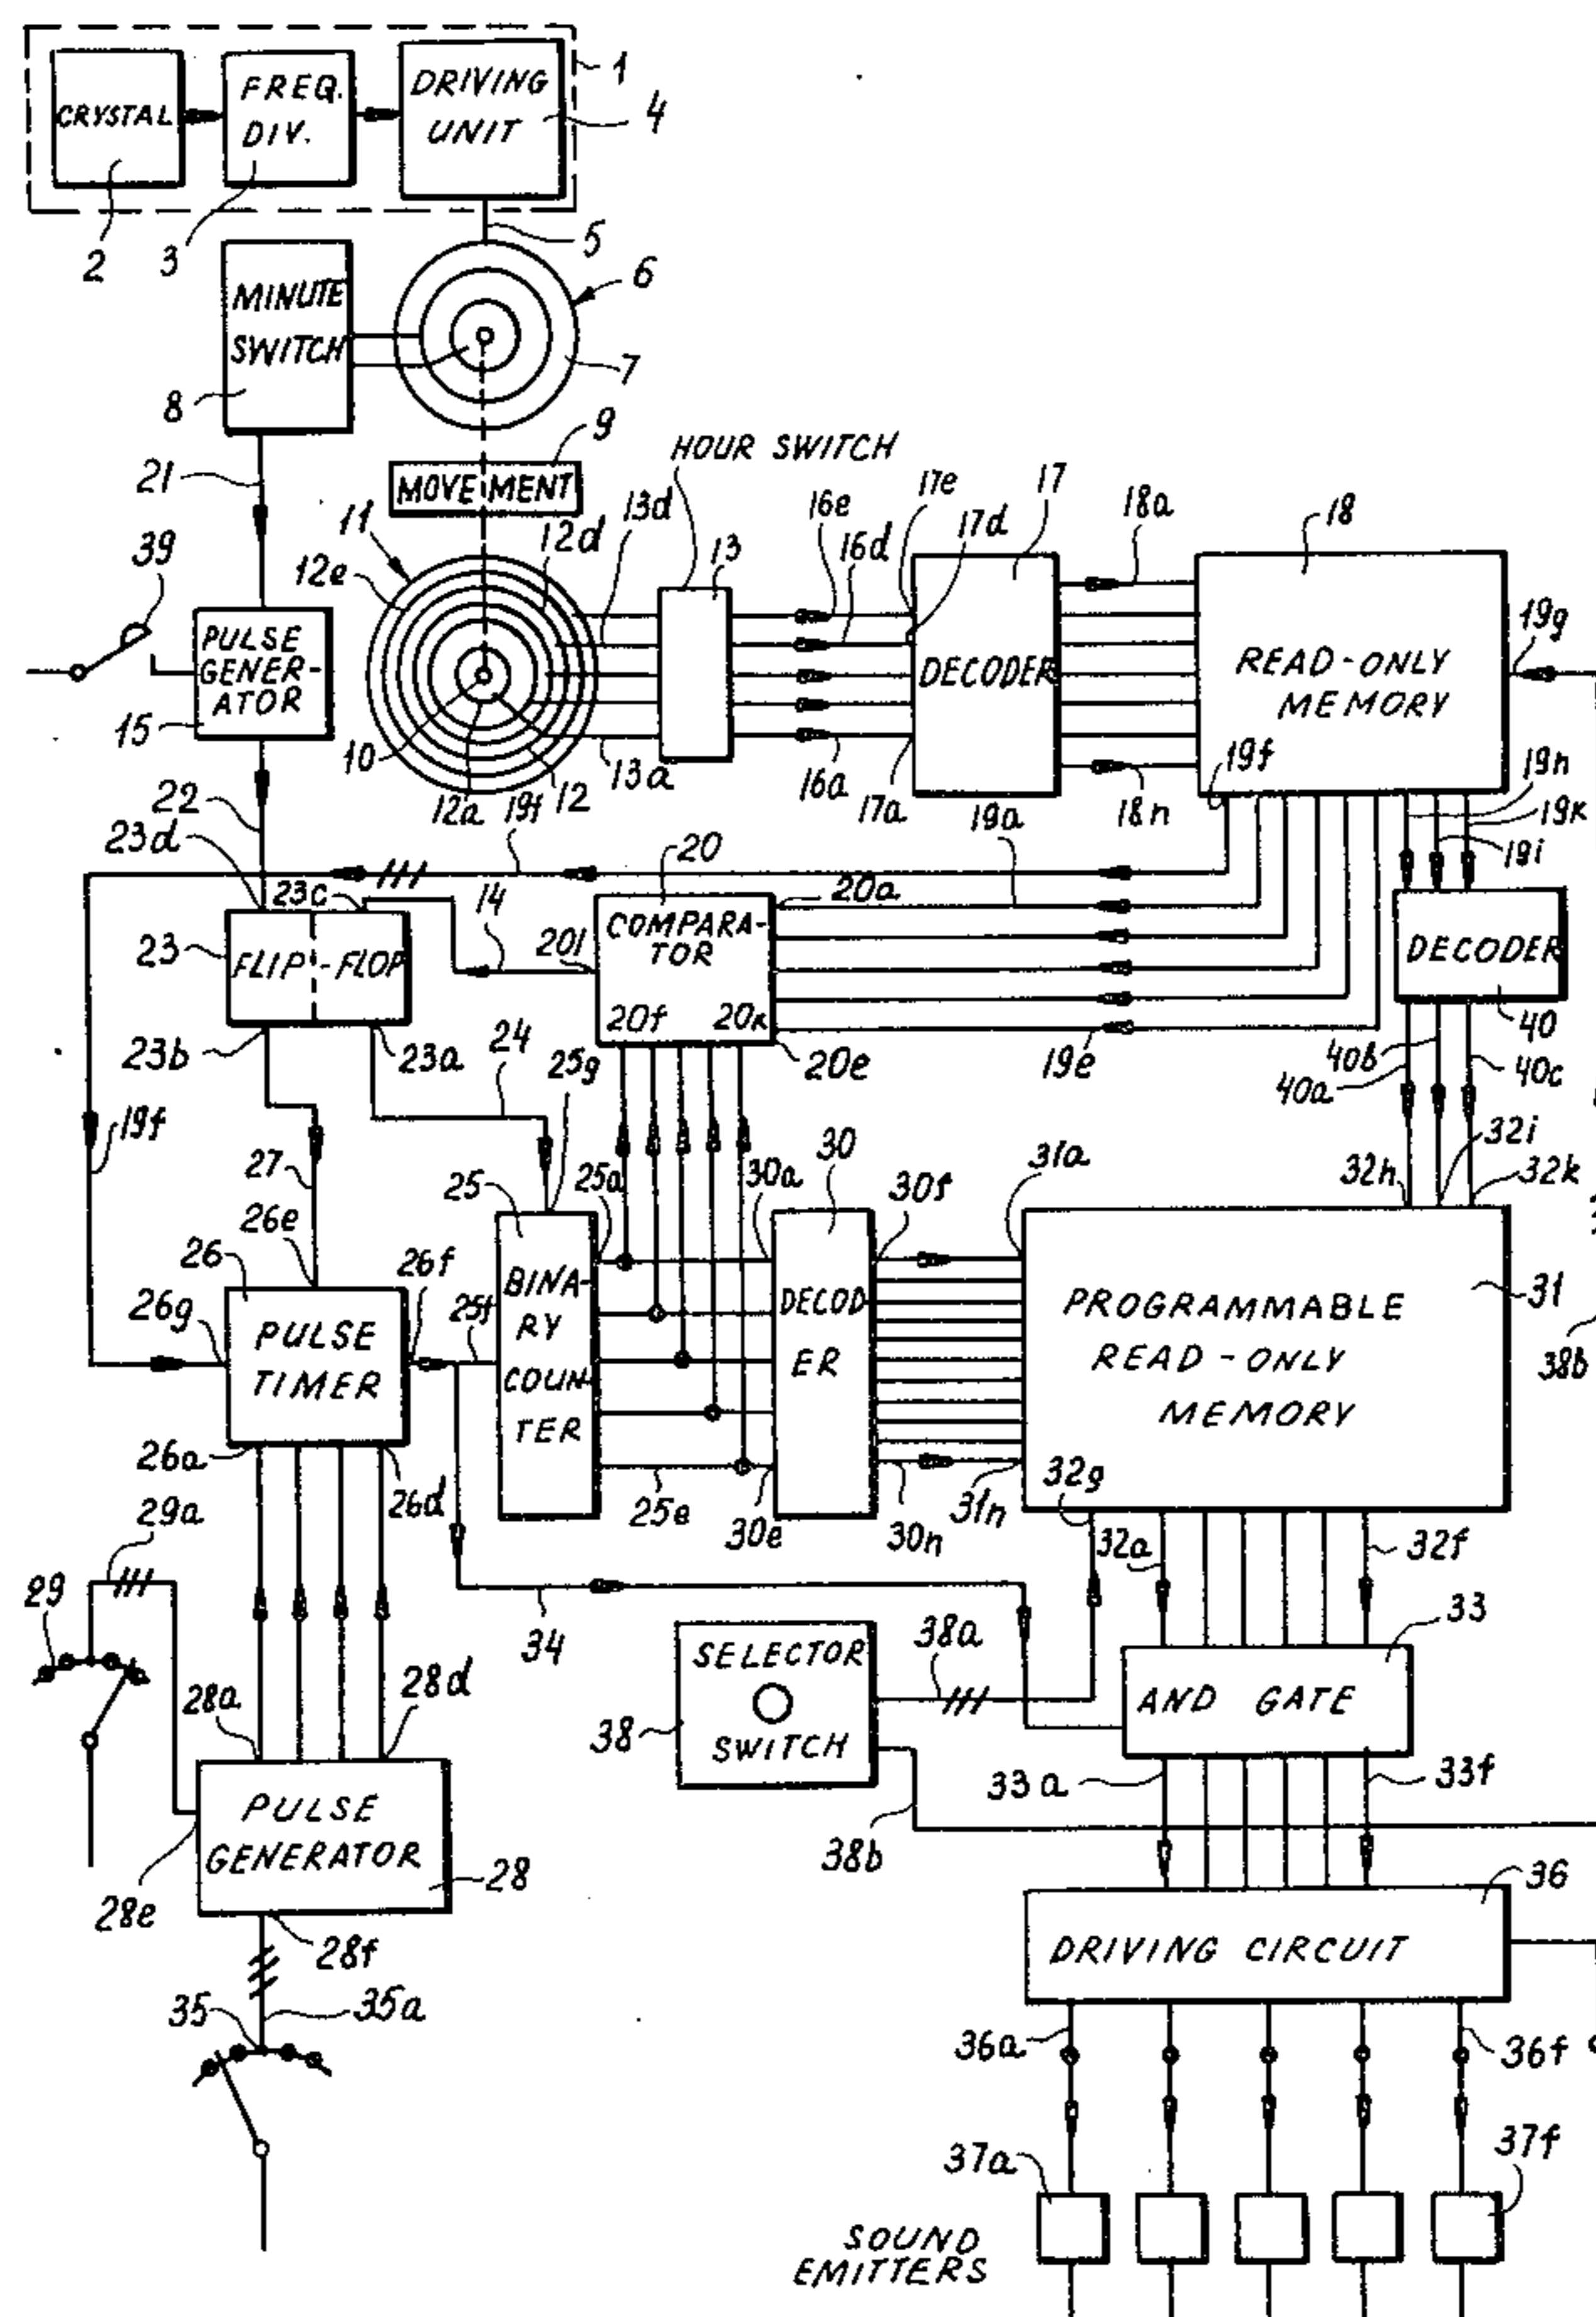 CRYSTAL
FREQ.
DIV.
DRIVING
UNIT
1
4
2
3
5
6
7
MINUTE
SWITCH
8
9
MOVEMENT
HOUR SWITCH
21
39
11
12e
12d
13d
13
16e
16d
17e
17d
17
18a
18
PULSE
GENER-
ATOR
15
DECODER
READ-ONLY
MEMORY
19g
10
12a
12
13a
16a
17a
18n
19f
19f
19a
19h
19k
19i
22
23d
23c
14
20
20a
COMPARA-
TOR
20l
20f
20k
20e
23
FLIP-FLOP
23b
23a
24
DECODER
40
40b
40a
40c
19e
25g
19f
27
26e
25
25a
30a
30
30f
31a
32h
32i
32k
26
26f
25f
26g
PULSE
TIMER
BINA-
RY
COUN-
TER
DECOD
ER
PROGRAMMABLE
READ-ONLY
MEMORY
31
38b
26a
26d
25e
30e
30n
31n
32g
32a
32f
29a
29
34
SELECTOR
SWITCH
38
38a
38b
33
AND GATE
33a
33f
28a
28d
PULSE
GENERATOR
28
28e
28f
35
35a
36
DRIVING CIRCUIT
36a
36f
37a
37f
SOUND
EMITTERS